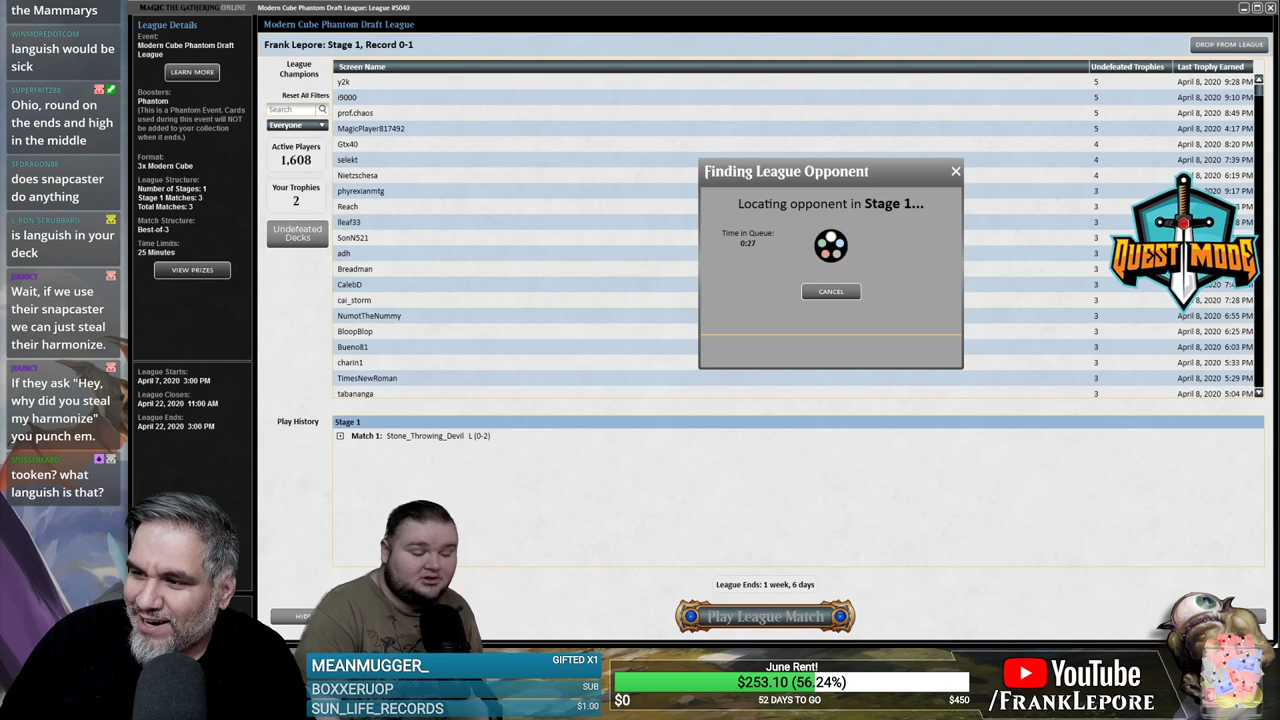 the Mammarys
WINMOREDOTCOM
languish would be
sick
SUPERFRITZ88
Ohio, round on
the ends and high
in the middle
SFDRAGON88
does snapcaster
do anything
L RON SCRUBBARD
is languish in your
deck
JDUBCT
Wait, if we use
their snapcaster
we can just steal
their harmonize.
JDUBCT
If they ask "Hey,
why did you steal
my harmonize"
you punch em.
MOSSYBEARD
tooken? what
languish is that?
MAGIC THE GATHERING ONLINE
Modern Cube Phantom Draft League: League #5040
League Details
Event:
Modern Cube Phantom Draft
League
LEARN MORE
Boosters:
Phantom
(This is a Phantom Event. Cards
used during this event will NOT
be added to your collection
when it ends.)
Format:
3x Modern Cube
League Structure:
Number of Stages: 1
Stage 1 Matches: 3
Total Matches: 3
Match Structure:
Best-of-3
Time Limits:
25 Minutes
VIEW PRIZES
League Starts:
April 7, 2020 3:00 PM
League Closes:
April 22, 2020 11:00 AM
League Ends:
April 22, 2020 3:00 PM
Modern Cube Phantom Draft League
Frank Lepore: Stage 1, Record 0-1
DROP FROM LEAGUE
League
Champions
Reset All Filters
Search
Everyone
Active Players
1,608
Your Trophies
2
Undefeated
Decks
Screen Name Undefeated Trophies Last Trophy Earned
y2k 5 April 8, 2020 9:28 PM
i9000 5 April 8, 2020 9:10 PM
prof.chaos 5 April 8, 2020 8:49 PM
MagicPlayer817492 5 April 8, 2020 4:17 PM
Gtx40 4 April 8, 2020 8:20 PM
selekt 4 April 8, 2020 7:39 PM
Nietzschesa 4 April 8, 2020 6:19 PM
phyrexianmtg 3 April 8, 2020 9:17 PM
Reach 3
lleaf33 3
SonN521 3
adh 3
Breadman 3
CalebD 3
cai_storm 3 April 8, 2020 7:28 PM
NumotTheNummy 3 April 8, 2020 6:55 PM
BloopBlop 3 April 8, 2020 6:25 PM
Bueno81 3 April 8, 2020 6:03 PM
charin1 3 April 8, 2020 5:33 PM
TimesNewRoman 3 April 8, 2020 5:29 PM
tabananga 3 April 8, 2020 5:04 PM
Finding League Opponent
Locating opponent in Stage 1...
Time in Queue:
0:27
CANCEL
QUEST MODE
Play History
Stage 1
Match 1: Stone_Throwing_Devil L (0-2)
League Ends: 1 week, 6 days
Play League Match
HID
MEANMUGGER_ GIFTED X1
BOXXERUOP SUB
SUN_LIFE_RECORDS $1.00
June Rent!
$253.10 (56.24%)
$0 52 DAYS TO GO $450
YouTube
/FRANKLEPORE